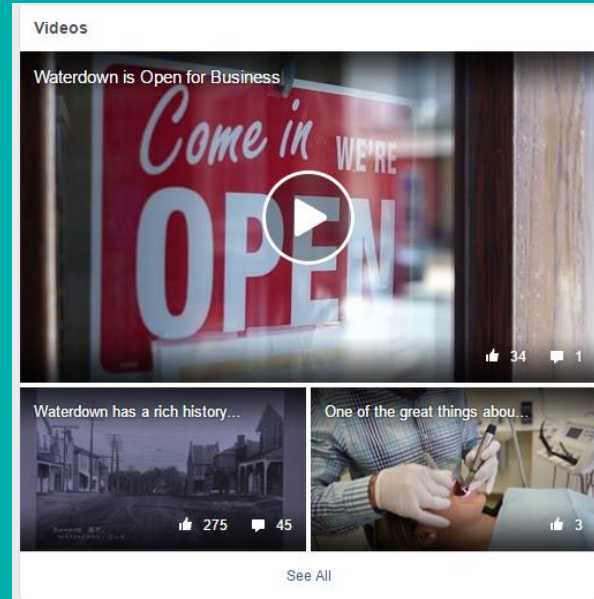 Videos
Waterdown is Open for Business
Come in WE'RE
OPEN
34 1
Waterdown has a rich history...
275 45
One of the great things abou...
3
See All